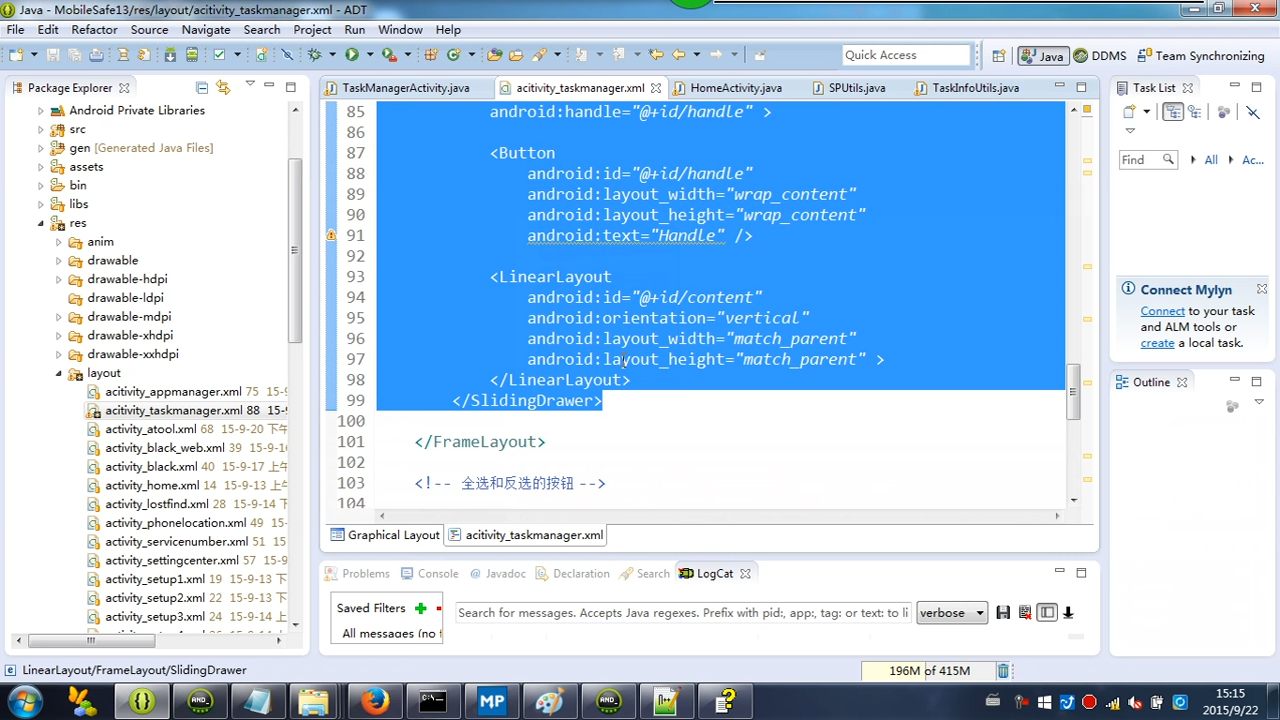 Java - MobileSafe13/res/layout/acitivity_taskmanager.xml - ADT
File Edit Refactor Source Navigate Search Project Run Window Help
Quick Access
Java
DDMS
Team Synchronizing
Package Explorer
TaskManagerActivity.java
acitivity_taskmanager.xml
HomeActivity.java
SPUtils.java
TaskInfoUtils.java
Task List
Android Private Libraries
src
gen [Generated Java Files]
assets
bin
libs
res
anim
drawable
drawable-hdpi
drawable-ldpi
drawable-mdpi
drawable-xhdpi
drawable-xxhdpi
layout
acitivity_appmanager.xml 75 15-9-
acitivity_taskmanager.xml 88 15-
activity_atool.xml 68 15-9-20 下午
activity_black_web.xml 39 15-9-
activity_black.xml 40 15-9-17 上午
activity_home.xml 14 15-9-13 下
activity_lostfind.xml 28 15-9-14 下
activity_phonelocation.xml 49 15-
activity_servicenumber.xml 51 15-
activity_settingcenter.xml 57 15-
activity_setup1.xml 20 15-9-13 下
activity_setup2.xml 22 15-9-13 下
activity_setup3.xml 24 15-9-14 上
85 android:handle="@+id/handle" >
86
87 <Button
88 android:id="@+id/handle"
89 android:layout_width="wrap_content"
90 android:layout_height="wrap_content"
91 android:text="Handle" />
92
93 <LinearLayout
94 android:id="@+id/content"
95 android:orientation="vertical"
96 android:layout_width="match_parent"
97 android:layout_height="match_parent" >
98 </LinearLayout>
99 </SlidingDrawer>
100
101 </FrameLayout>
102
103 <!-- 全选和反选的按钮 -->
104
Graphical Layout
acitivity_taskmanager.xml
Find
All
Ac...
Connect Mylyn
Connect to your task
and ALM tools or
create a local task.
Outline
Problems
Console
Javadoc
Declaration
Search
LogCat
Saved Filters
All messages (no f
Search for messages. Accepts Java regexes. Prefix with pid:, app:, tag: or text: to li
verbose
LinearLayout/FrameLayout/SlidingDrawer
196M of 415M
MP
15:15
2015/9/22